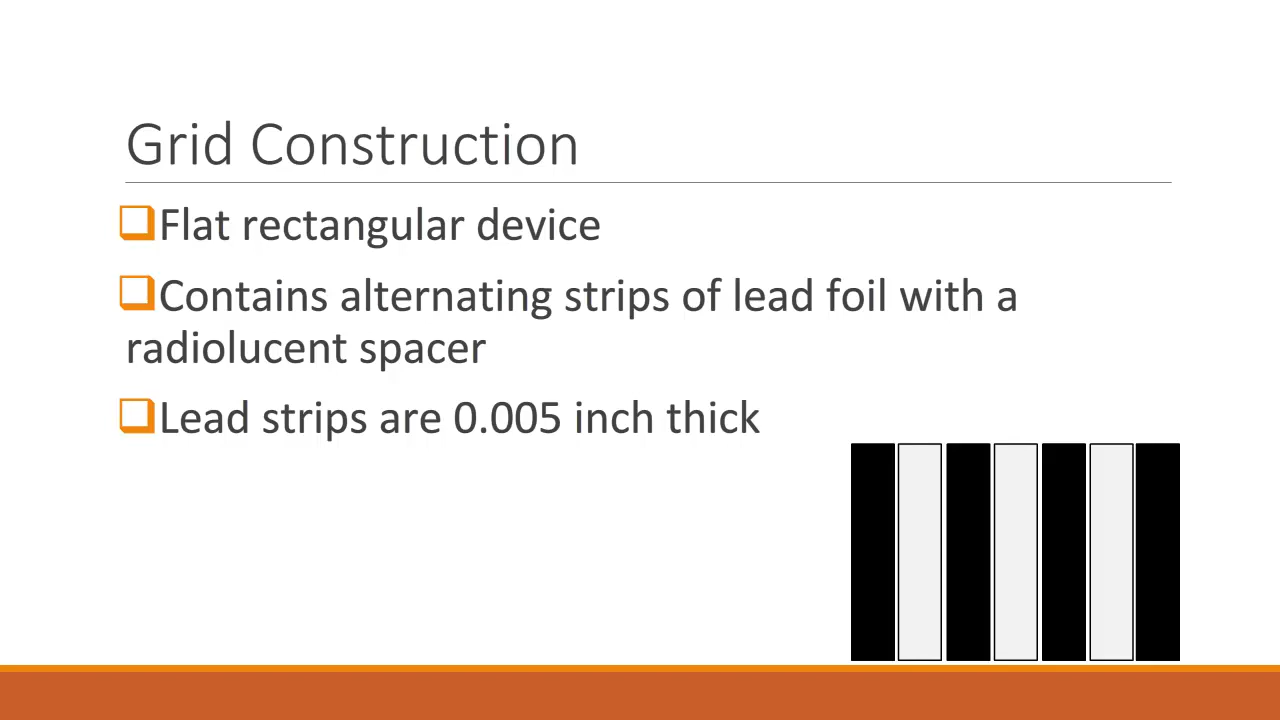 Grid Construction
Flat rectangular device
Contains alternating strips of lead foil with a
radiolucent spacer
Lead strips are 0.005 inch thick